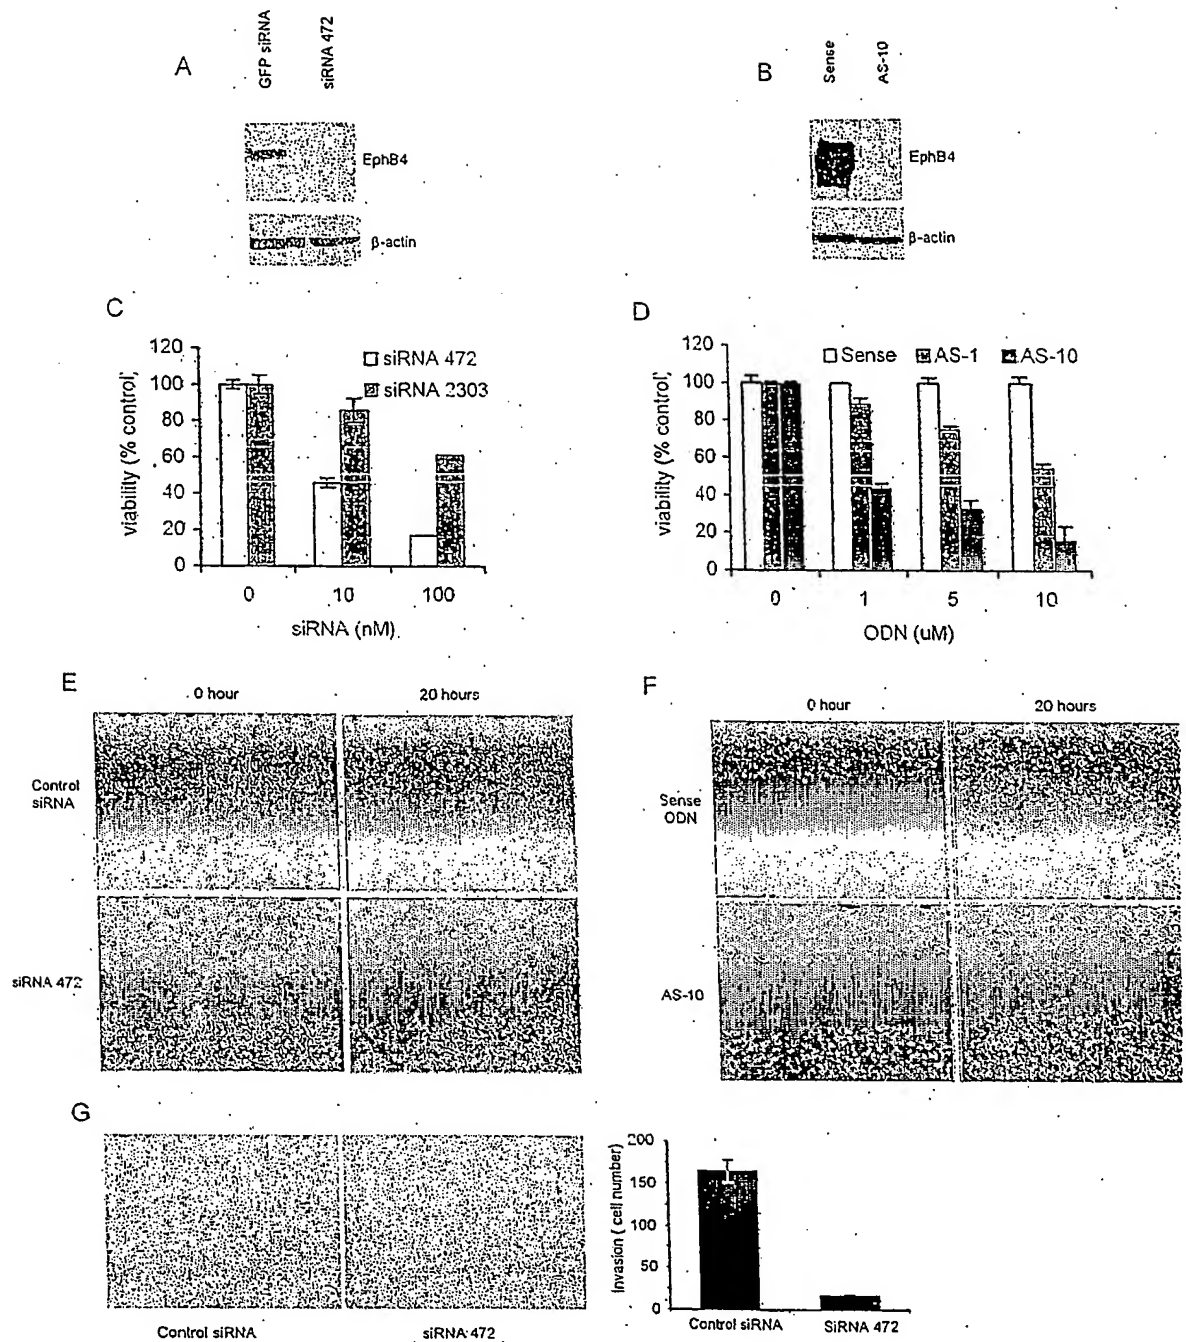 A
GFP siRNA
siRNA 472
EphB4
β-actin
B
Sense
AS-10
EphB4
β-actin
C
viability (% control)
120
100
80
60
40
20
0
siRNA 472
siRNA 2303
0 10 100
siRNA (nM)
D
viability (% control)
120
100
80
60
40
20
0
Sense AS-1 AS-10
0 1 5 10
ODN (uM)
E
0 hour 20 hours
Control
siRNA
siRNA 472
F
0 hour 20 hours
Sense
ODN
AS-10
G
Control siRNA siRNA 472
Invasion ( cell number)
200
150
100
50
0
Control siRNA SiRNA 472